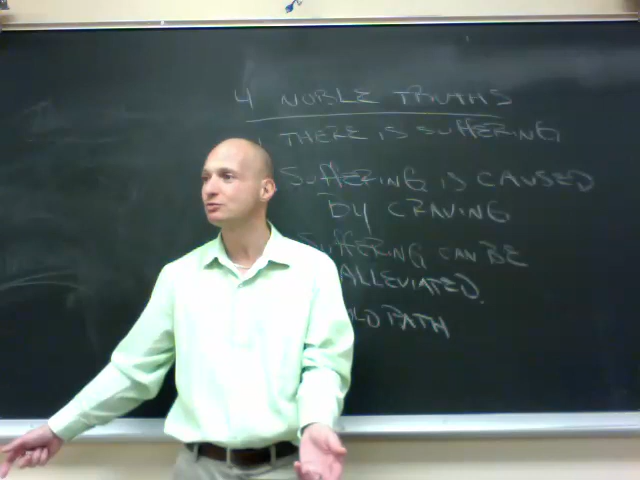 4 NOBLE TRUTHS
THERE IS SUFFERING
SUFFERING IS CAUSED
BY CRAVING
SUFFERING CAN BE
ALLEVIATED.
PATH